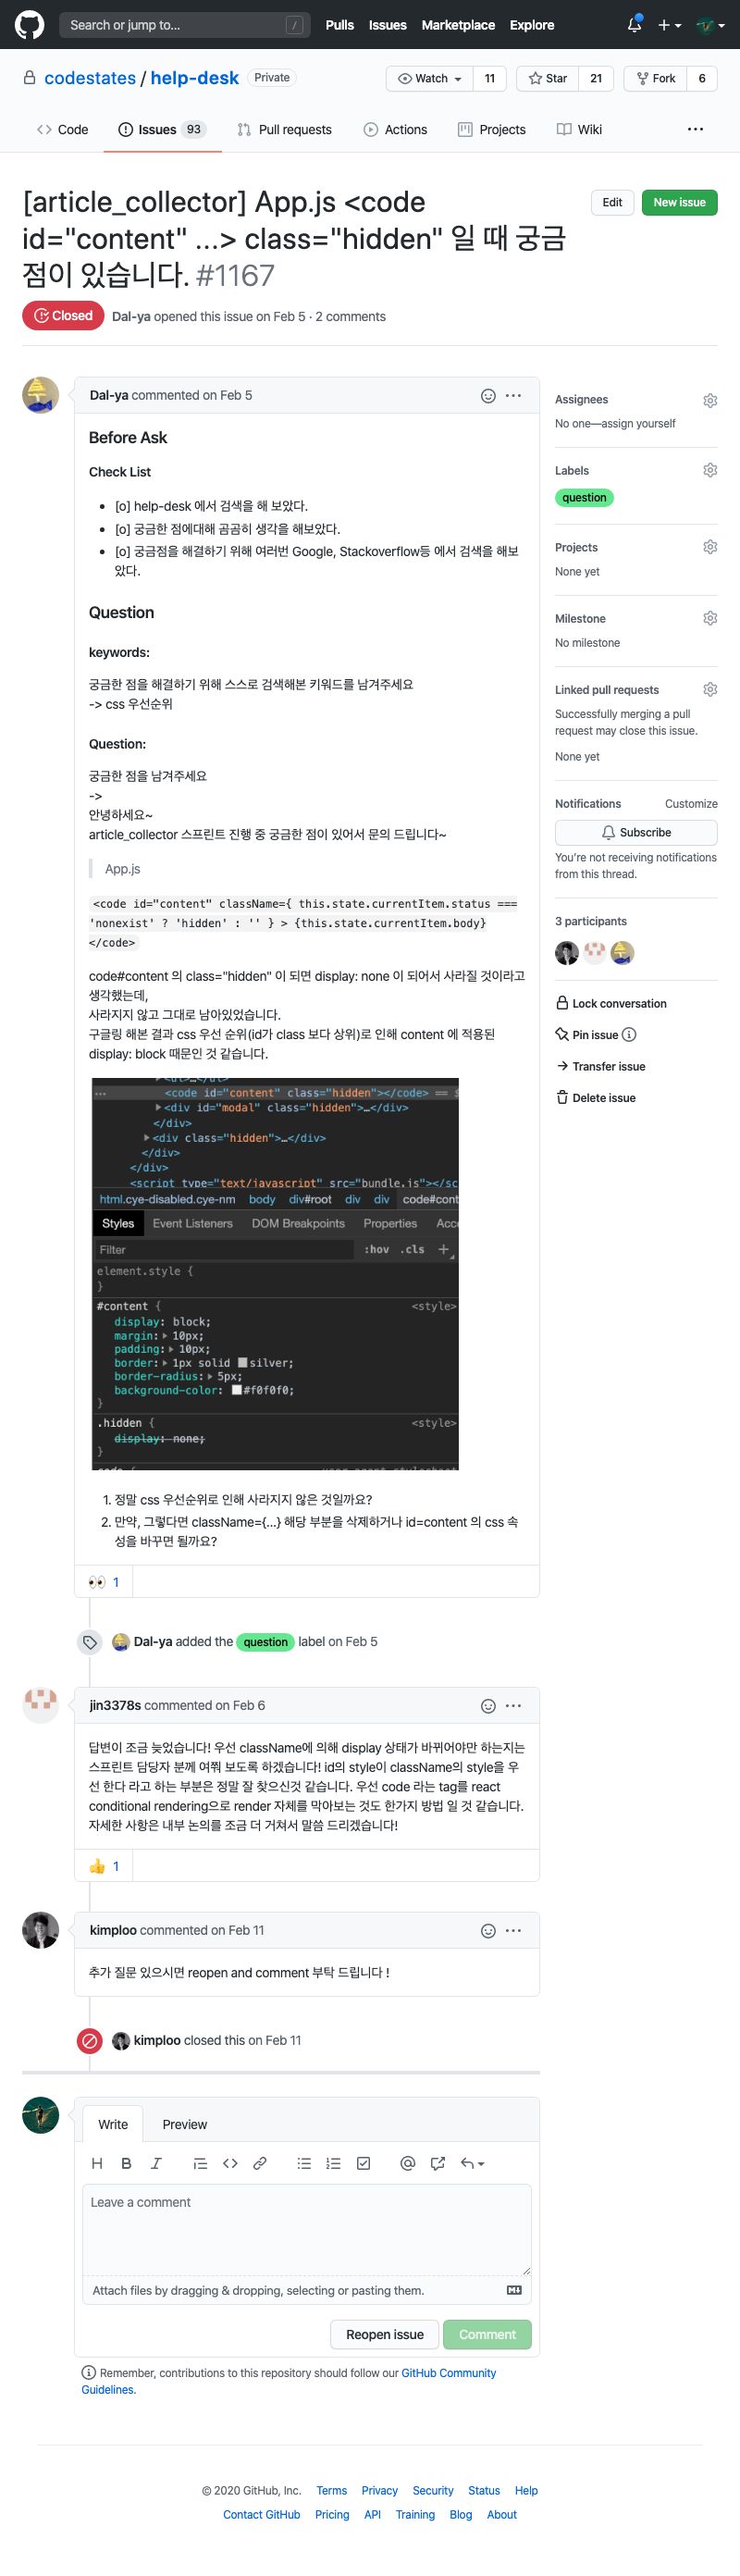 Search or jump to...
/
Pulls Issues Marketplace Explore
codestates / help-desk Private
Watch 11 Star 21 Fork 6
Code Issues 93 Pull requests Actions Projects Wiki
[article_collector] App.js <code
id="content" ...> class="hidden" 일 때 궁금
점이 있습니다. #1167
Edit New issue
Closed Dal-ya opened this issue on Feb 5 · 2 comments
Dal-ya commented on Feb 5
Before Ask
Check List
[o] help-desk 에서 검색을 해 보았다.
[o] 궁금한 점에대해 곰곰히 생각을 해보았다.
[o] 궁금점을 해결하기 위해 여러번 Google, Stackoverflow등 에서 검색을 해보
았다.
Question
keywords:
궁금한 점을 해결하기 위해 스스로 검색해본 키워드를 남겨주세요
-> css 우선순위
Question:
궁금한 점을 남겨주세요
->
안녕하세요~
article_collector 스프린트 진행 중 궁금한 점이 있어서 문의 드립니다~
App.js
<code id="content" className={ this.state.currentItem.status ===
'nonexist' ? 'hidden' : '' } > {this.state.currentItem.body}
</code>
code#content 의 class="hidden" 이 되면 display: none 이 되어서 사라질 것이라고
생각했는데,
사라지지 않고 그대로 남아있었습니다.
구글링 해본 결과 css 우선 순위(id가 class 보다 상위)로 인해 content 에 적용된
display: block 때문인 것 같습니다.
<code id="content" class="hidden"></code> ==
<div id="modal" class="hidden">…</div>
</div>
<div class="hidden">…</div>
</div>
</div>
<script type="text/javascript" src="bundle.js"></sc
html.cye-disabled.cye-nm body div#root div div code#cont
Styles Event Listeners DOM Breakpoints Properties Acc
Filter :hov .cls +
element.style {
}
#content { <style>
display: block;
margin: 10px;
padding: 10px;
border: 1px solid silver;
border-radius: 5px;
background-color: #f0f0f0;
}
.hidden { <style>
display: none;
}
1. 정말 css 우선순위로 인해 사라지지 않은 것일까요?
2. 만약, 그렇다면 className={...} 해당 부분을 삭제하거나 id=content 의 css 속
성을 바꾸면 될까요?
👀 1
Dal-ya added the question label on Feb 5
jin3378s commented on Feb 6
답변이 조금 늦었습니다! 우선 className에 의해 display 상태가 바뀌어야만 하는지는
스프린트 담당자 분께 여쭤 보도록 하겠습니다! id의 style이 className의 style을 우
선 한다 라고 하는 부분은 정말 잘 찾으신것 같습니다. 우선 code 라는 tag를 react
conditional rendering으로 render 자체를 막아보는 것도 한가지 방법 일 것 같습니다.
자세한 사항은 내부 논의를 조금 더 거쳐서 말씀 드리겠습니다!
👍 1
kimploo commented on Feb 11
추가 질문 있으시면 reopen and comment 부탁 드립니다 !
kimploo closed this on Feb 11
Write Preview
Leave a comment
Attach files by dragging & dropping, selecting or pasting them.
Reopen issue Comment
Remember, contributions to this repository should follow our GitHub Community
Guidelines.
Assignees
No one—assign yourself
Labels
question
Projects
None yet
Milestone
No milestone
Linked pull requests
Successfully merging a pull
request may close this issue.
None yet
Notifications Customize
Subscribe
You're not receiving notifications
from this thread.
3 participants
Lock conversation
Pin issue
Transfer issue
Delete issue
© 2020 GitHub, Inc. Terms Privacy Security Status Help
Contact GitHub Pricing API Training Blog About